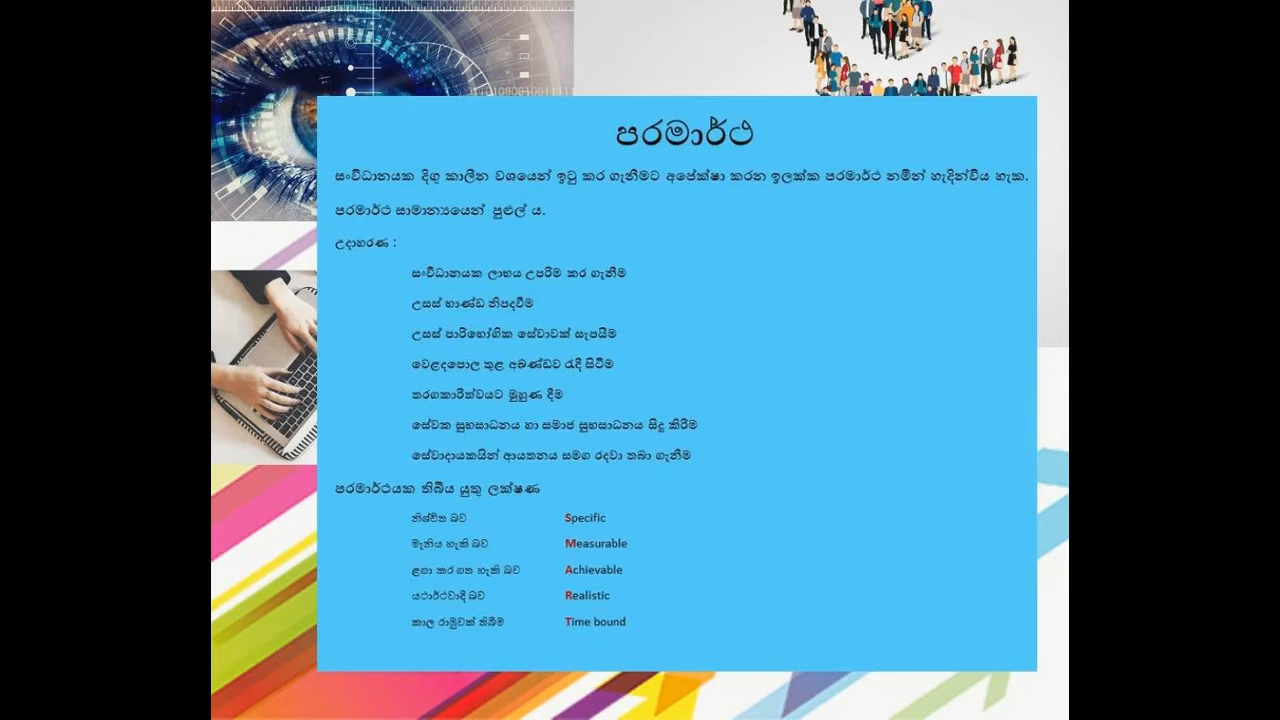 පරමාර්ථ
සංවිධානයක දිගු කාලීන වශයෙන් ඉටු කර ගැනීමට අපේක්ෂා කරන ඉලක්ක පරමාර්ථ නමින් හැදින්විය හැක.
පරමාර්ථ සාමාන්‍යයෙන් පුළුල් ය.
උදාහරණ :
සංවිධානයක ලාභය උපරිම කර ගැනීම
උසස් භාණ්ඩ නිපදවීම
උසස් පාරිභෝගික සේවාවක් සැපයීම
වෙළදපොල තුළ අඛණ්ඩව රැදී සිටීම
තරගකාරීත්වයට මුහුණ දීම
සේවක සුභසාධනය හා සමාජ සුභසාධනය සිදු කිරීම
සේවාදායකයින් ආයතනය සමග රදවා තබා ගැනීම
පරමාර්ථයක තිබිය යුතු ලක්ෂණ
නිශ්චිත බව Specific
මැනිය හැකි බව Measurable
ළගා කර ගත හැකි බව Achievable
යථාර්ථවාදී බව Realistic
කාල රාමුවක් තිබීම Time bound